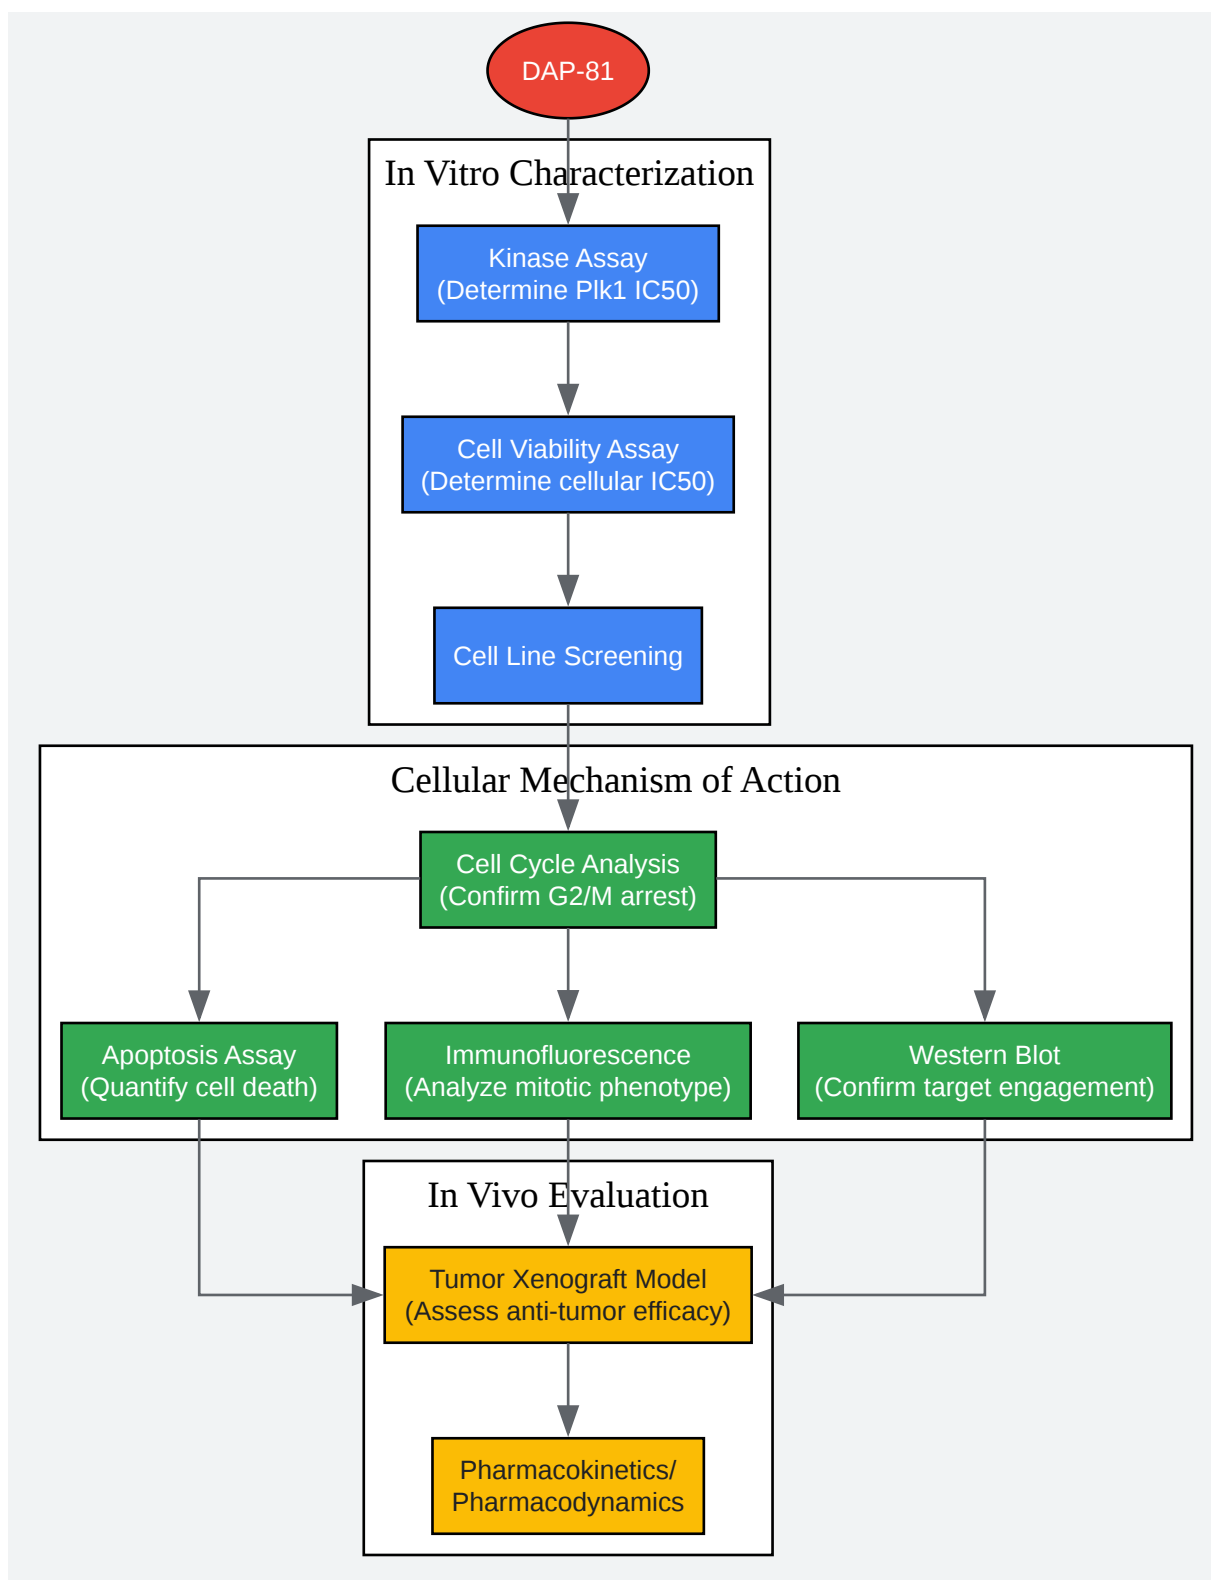 DAP-81
In Vitro Characterization
Kinase Assay
(Determine Plk1 IC50)
Cell Viability Assay
(Determine cellular IC50)
Cell Line Screening
Cellular Mechanism of Action
Cell Cycle Analysis
(Confirm G2/M arrest)
Apoptosis Assay
(Quantify cell death)
Immunofluorescence
(Analyze mitotic phenotype)
Western Blot
(Confirm target engagement)
In Vivo Evaluation
Tumor Xenograft Model
(Assess anti-tumor efficacy)
Pharmacokinetics/
Pharmacodynamics